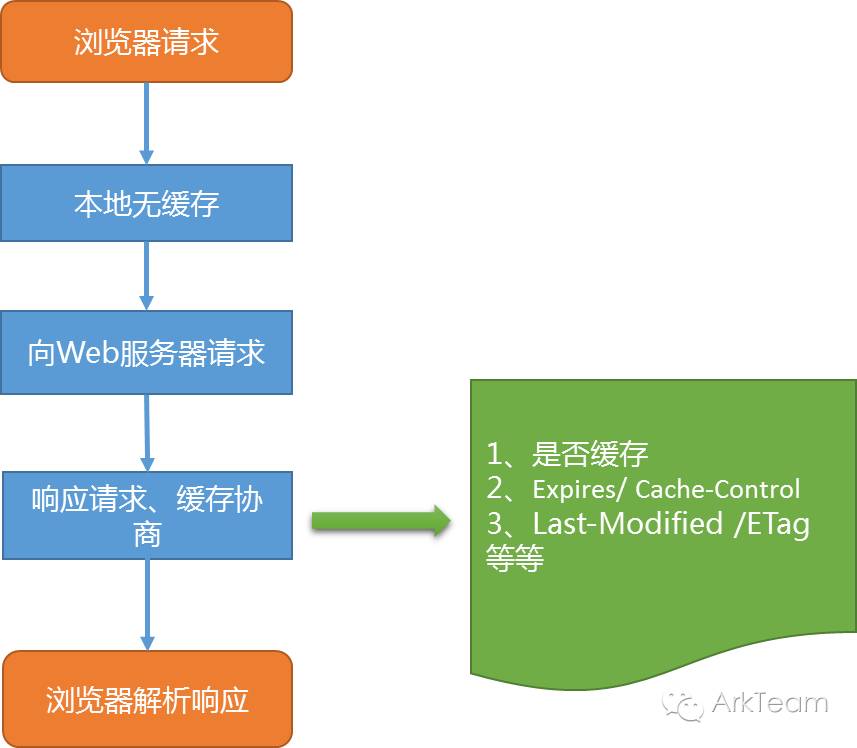 浏览器请求
本地无缓存
向Web服务器请求
响应请求、缓存协
商
浏览器解析响应
1、是否缓存
2、Expires/ Cache-Control
3、Last-Modified /ETag
等等
ArkTeam